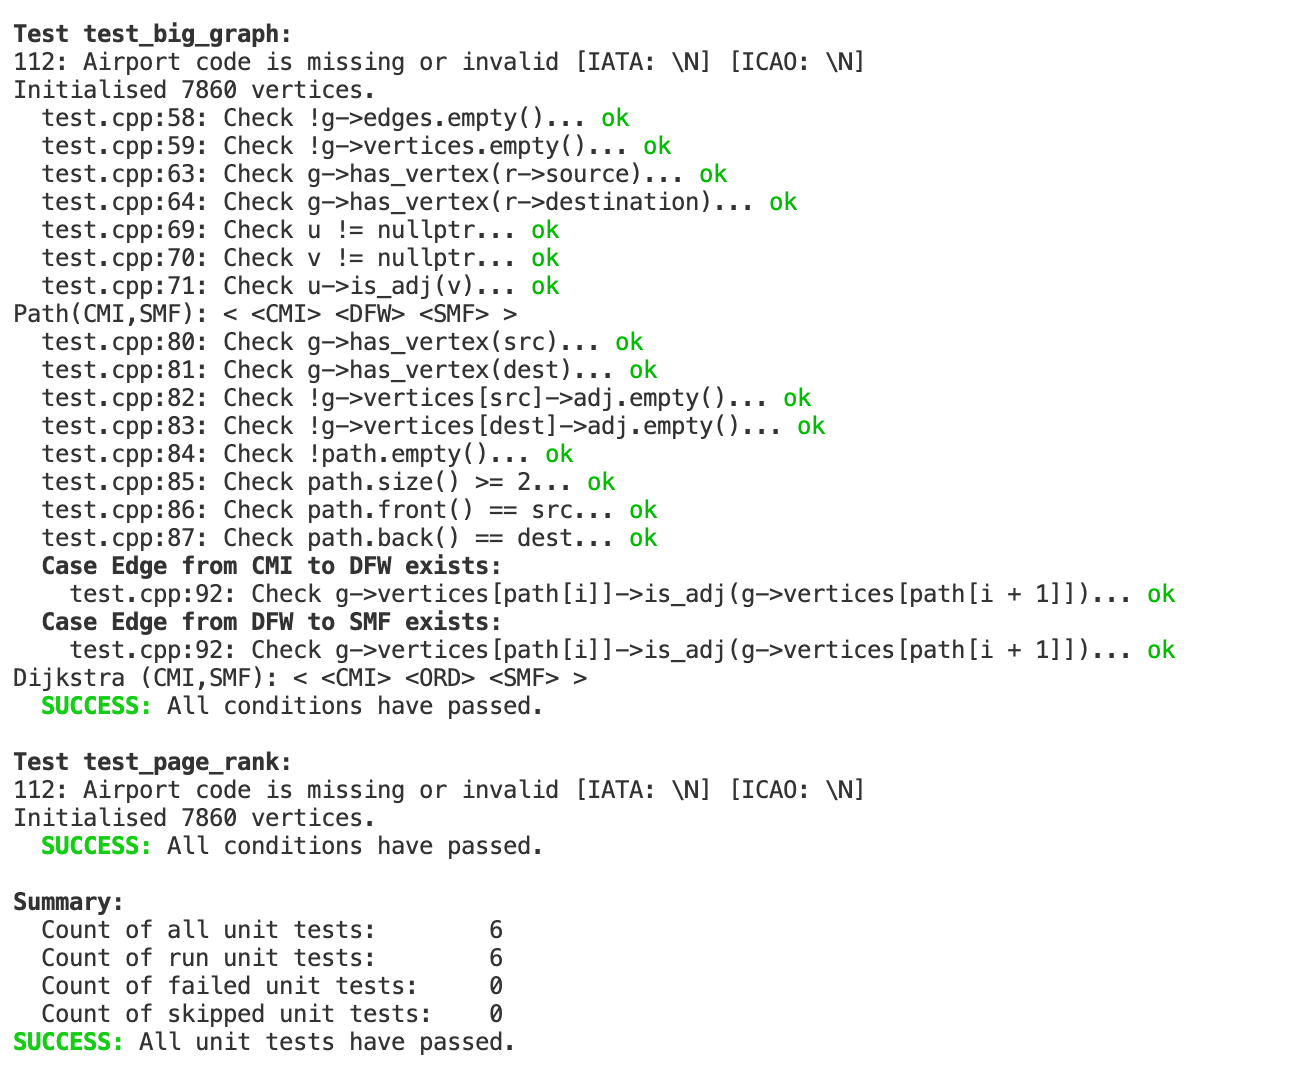 Test test_big_graph:
112: Airport code is missing or invalid [IATA: \N] [ICAO: \N]
Initialised 7860 vertices.
  test.cpp:58: Check !g->edges.empty()... ok
  test.cpp:59: Check !g->vertices.empty()... ok
  test.cpp:63: Check g->has_vertex(r->source)... ok
  test.cpp:64: Check g->has_vertex(r->destination)... ok
  test.cpp:69: Check u != nullptr... ok
  test.cpp:70: Check v != nullptr... ok
  test.cpp:71: Check u->is_adj(v)... ok
Path(CMI,SMF): < <CMI> <DFW> <SMF> >
  test.cpp:80: Check g->has_vertex(src)... ok
  test.cpp:81: Check g->has_vertex(dest)... ok
  test.cpp:82: Check !g->vertices[src]->adj.empty()... ok
  test.cpp:83: Check !g->vertices[dest]->adj.empty()... ok
  test.cpp:84: Check !path.empty()... ok
  test.cpp:85: Check path.size() >= 2... ok
  test.cpp:86: Check path.front() == src... ok
  test.cpp:87: Check path.back() == dest... ok
  Case Edge from CMI to DFW exists:
    test.cpp:92: Check g->vertices[path[i]]->is_adj(g->vertices[path[i + 1]])... ok
  Case Edge from DFW to SMF exists:
    test.cpp:92: Check g->vertices[path[i]]->is_adj(g->vertices[path[i + 1]])... ok
Dijkstra (CMI,SMF): < <CMI> <ORD> <SMF> >
  SUCCESS: All conditions have passed.

Test test_page_rank:
112: Airport code is missing or invalid [IATA: \N] [ICAO: \N]
Initialised 7860 vertices.
  SUCCESS: All conditions have passed.

Summary:
  Count of all unit tests:        6
  Count of run unit tests:        6
  Count of failed unit tests:     0
  Count of skipped unit tests:    0
SUCCESS: All unit tests have passed.